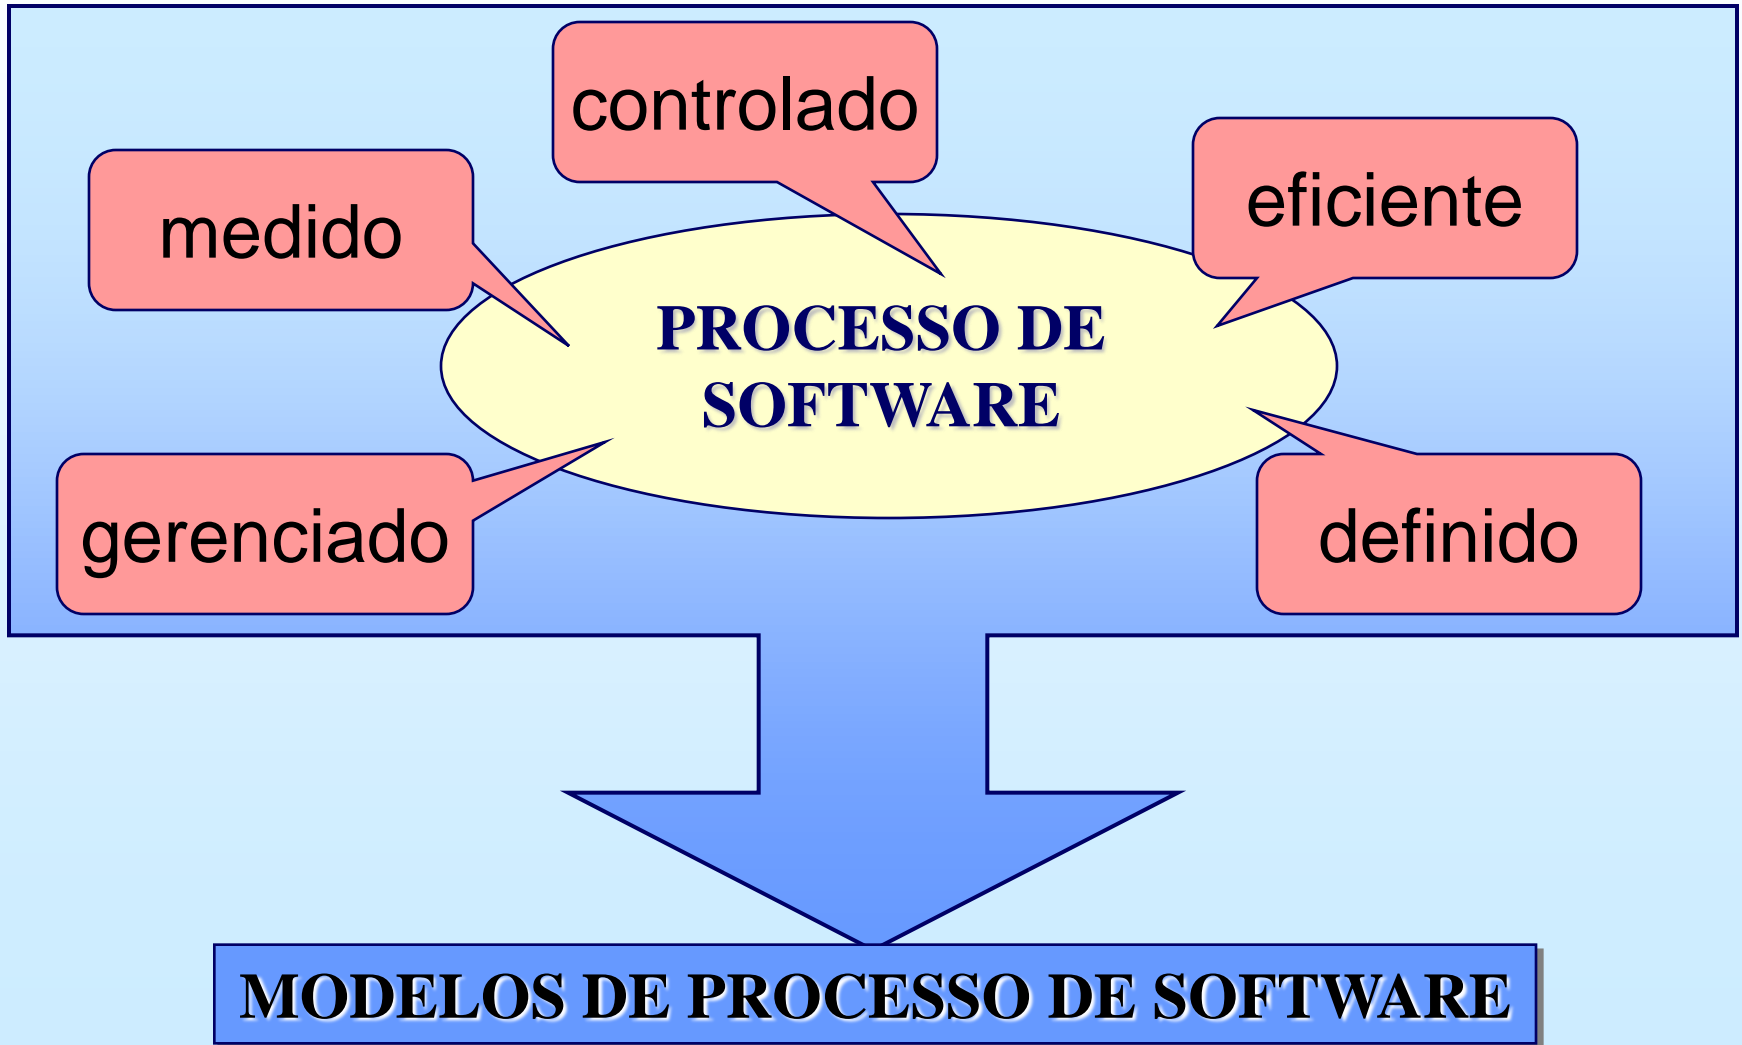 controlado
medido
eficiente
PROCESSO DE
SOFTWARE
gerenciado
definido
MODELOS DE PROCESSO DE SOFTWARE